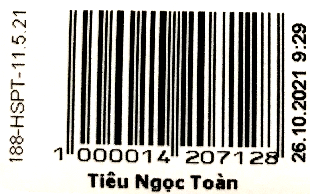 188-HSPT-11.5.21
1 000014 207128
Tiêu Ngọc Toàn
26.10.2021 9:29